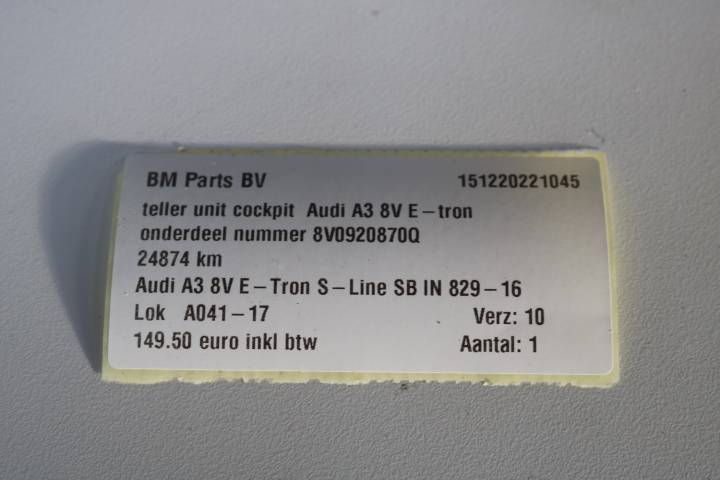 BM Parts BV 151220221045
teller unit cockpit Audi A3 8V E-tron
onderdeel nummer 8V0920870Q
24874 km
Audi A3 8V E-Tron S-Line SB IN 829-16
Lok A041-17 Verz: 10
149.50 euro inkl btw Aantal: 1